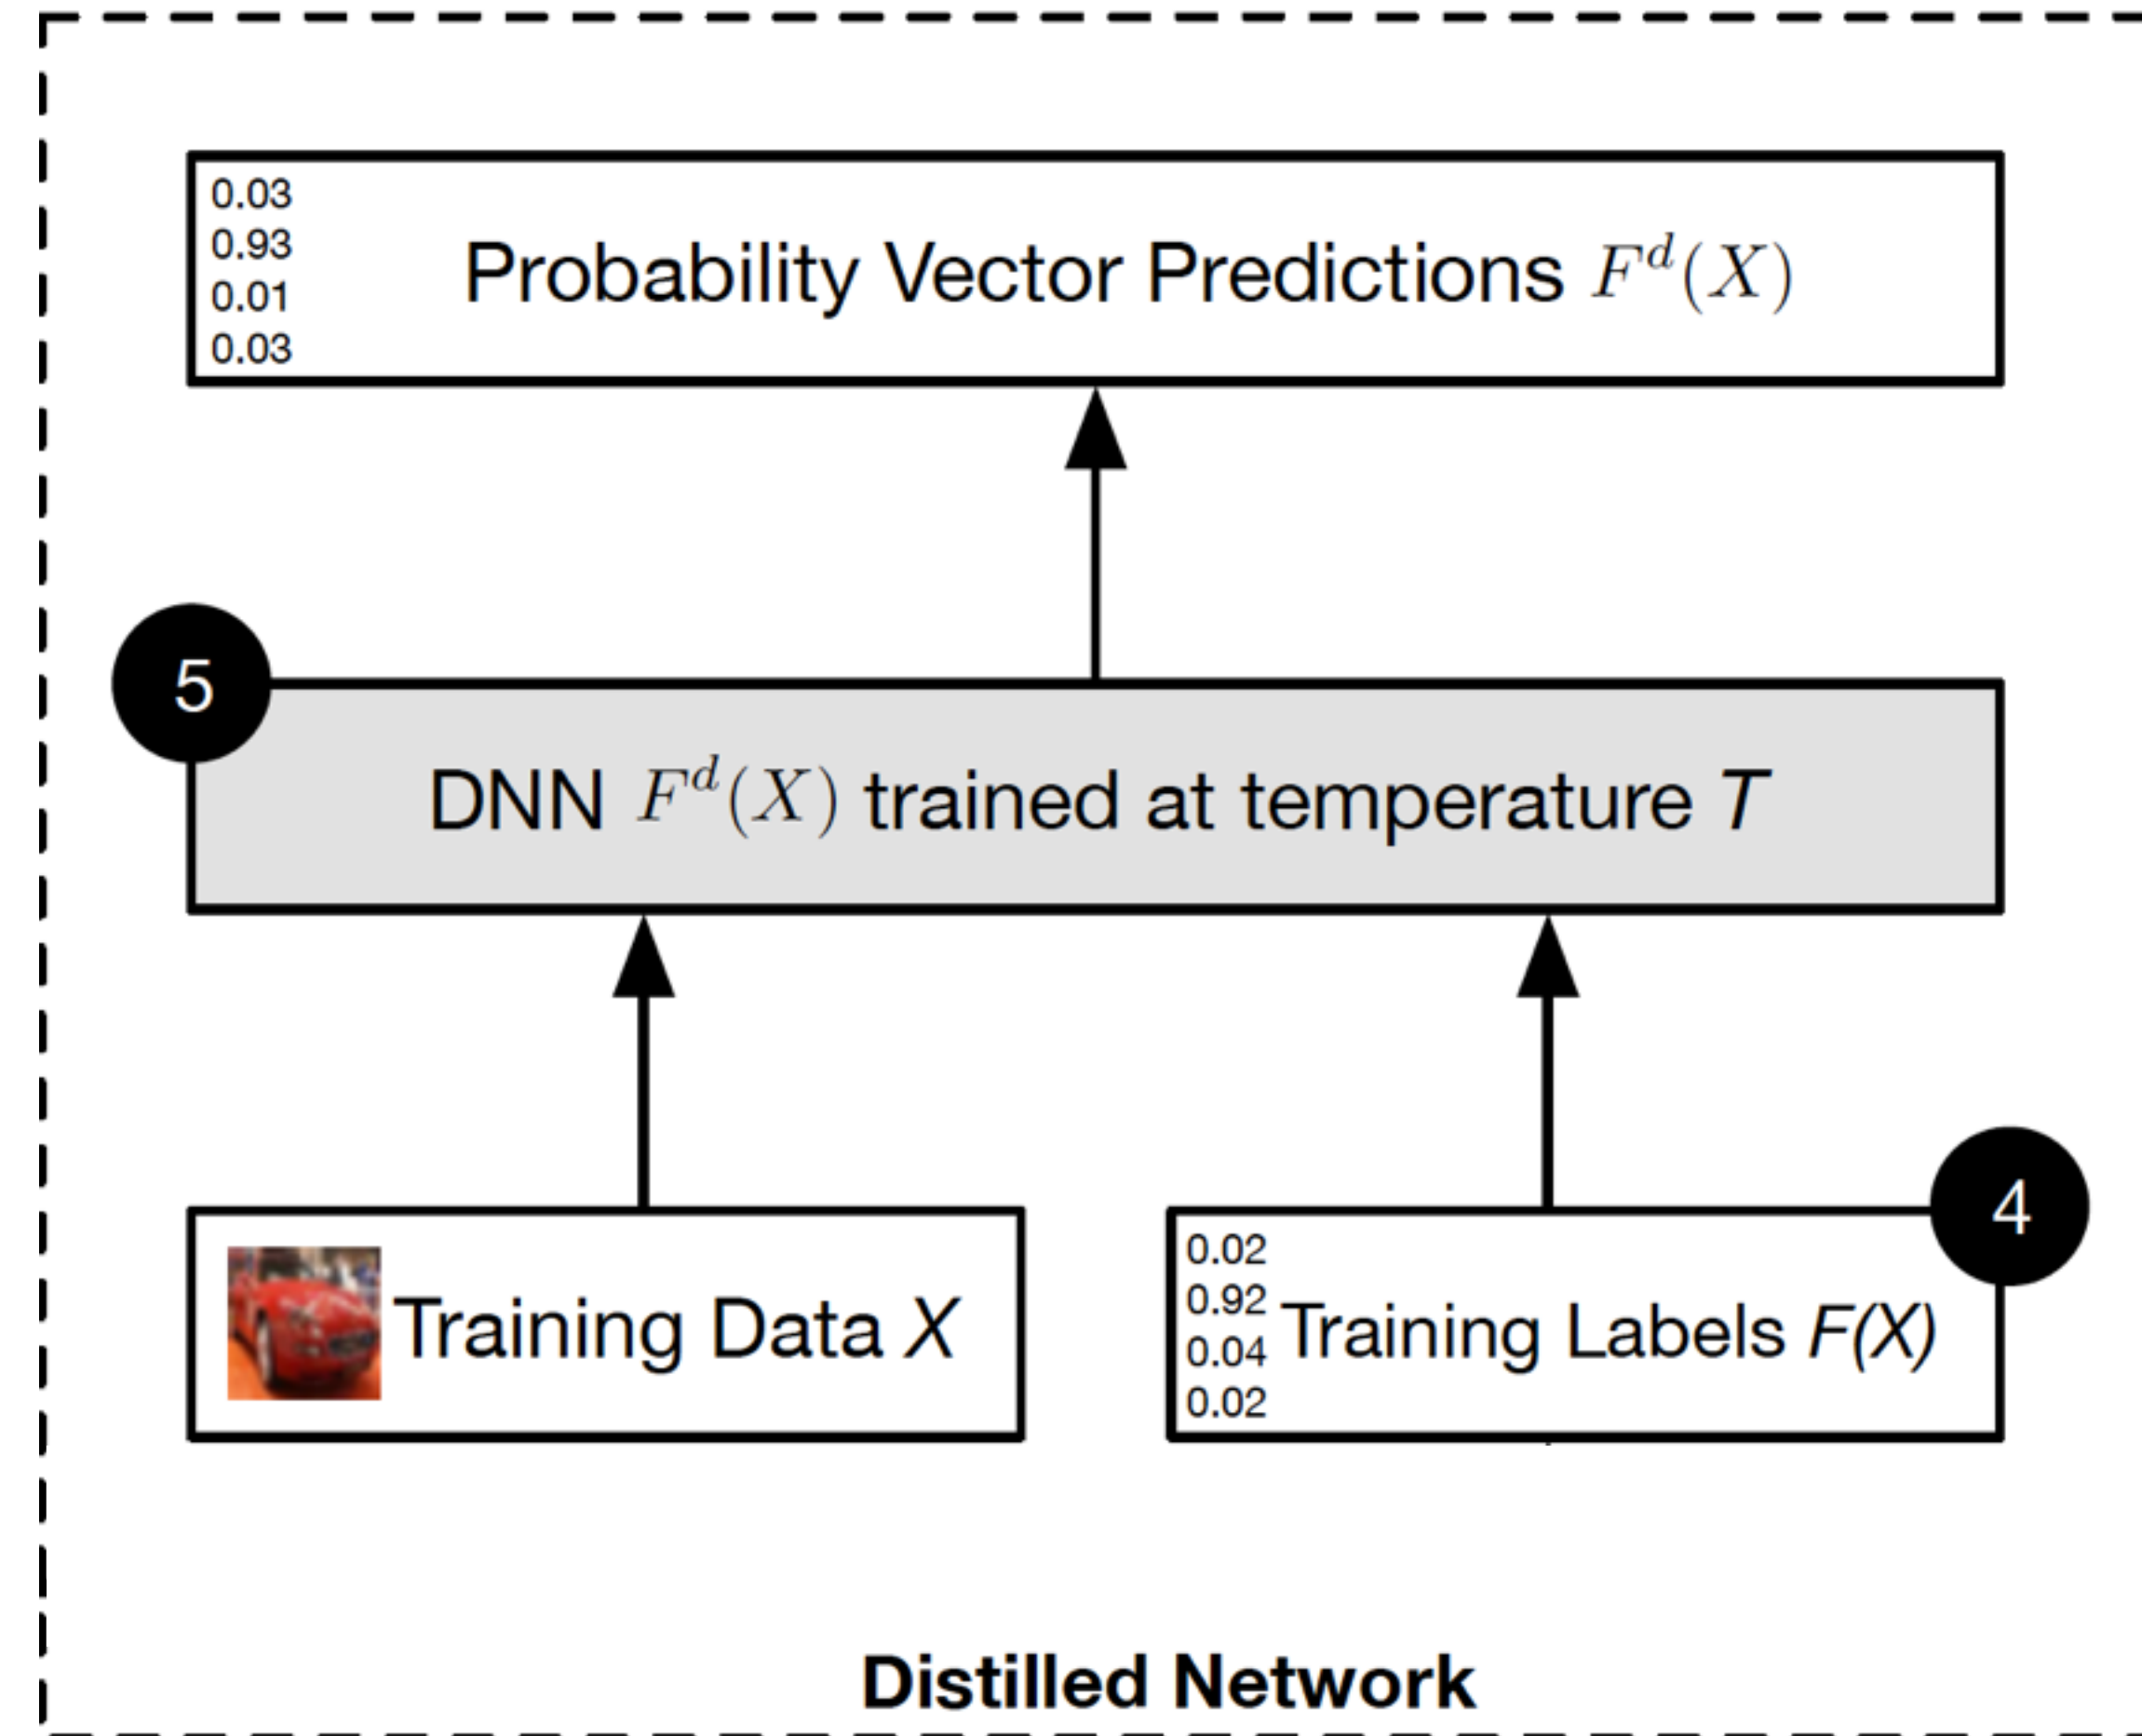 0.03
0.93
0.01
0.03
Probability Vector Predictions F^d(X)
5
DNN F^d(X) trained at temperature T
Training Data X
4
0.02
0.92
0.04
0.02
Training Labels F(X)
Distilled Network